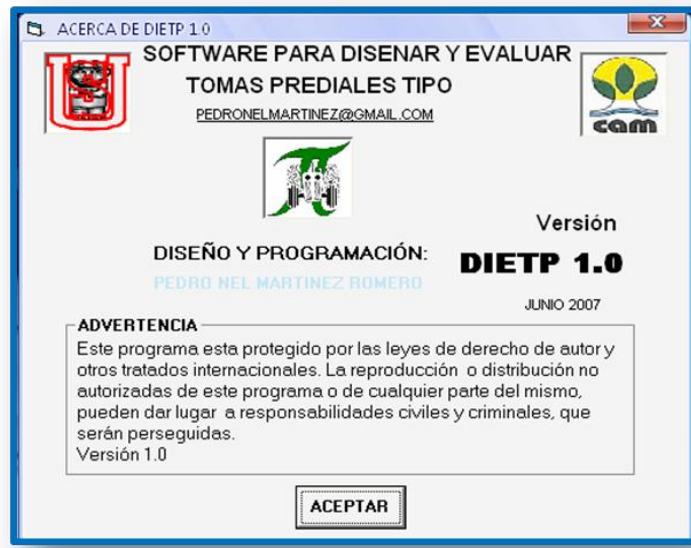 ACERCA DE DIETP 1.0
SOFTWARE PARA DISENAR Y EVALUAR
TOMAS PREDIALES TIPO
PEDRONELMARTINEZ@GMAIL.COM
cam
Versión
DISEÑO Y PROGRAMACIÓN:
DIETP 1.0
PEDRO NEL MARTINEZ ROMERO
JUNIO 2007
ADVERTENCIA
Este programa esta protegido por las leyes de derecho de autor y
otros tratados internacionales. La reproducción o distribución no
autorizadas de este programa o de cualquier parte del mismo,
pueden dar lugar a responsabilidades civiles y criminales, que
serán perseguidas.
Versión 1.0
ACEPTAR